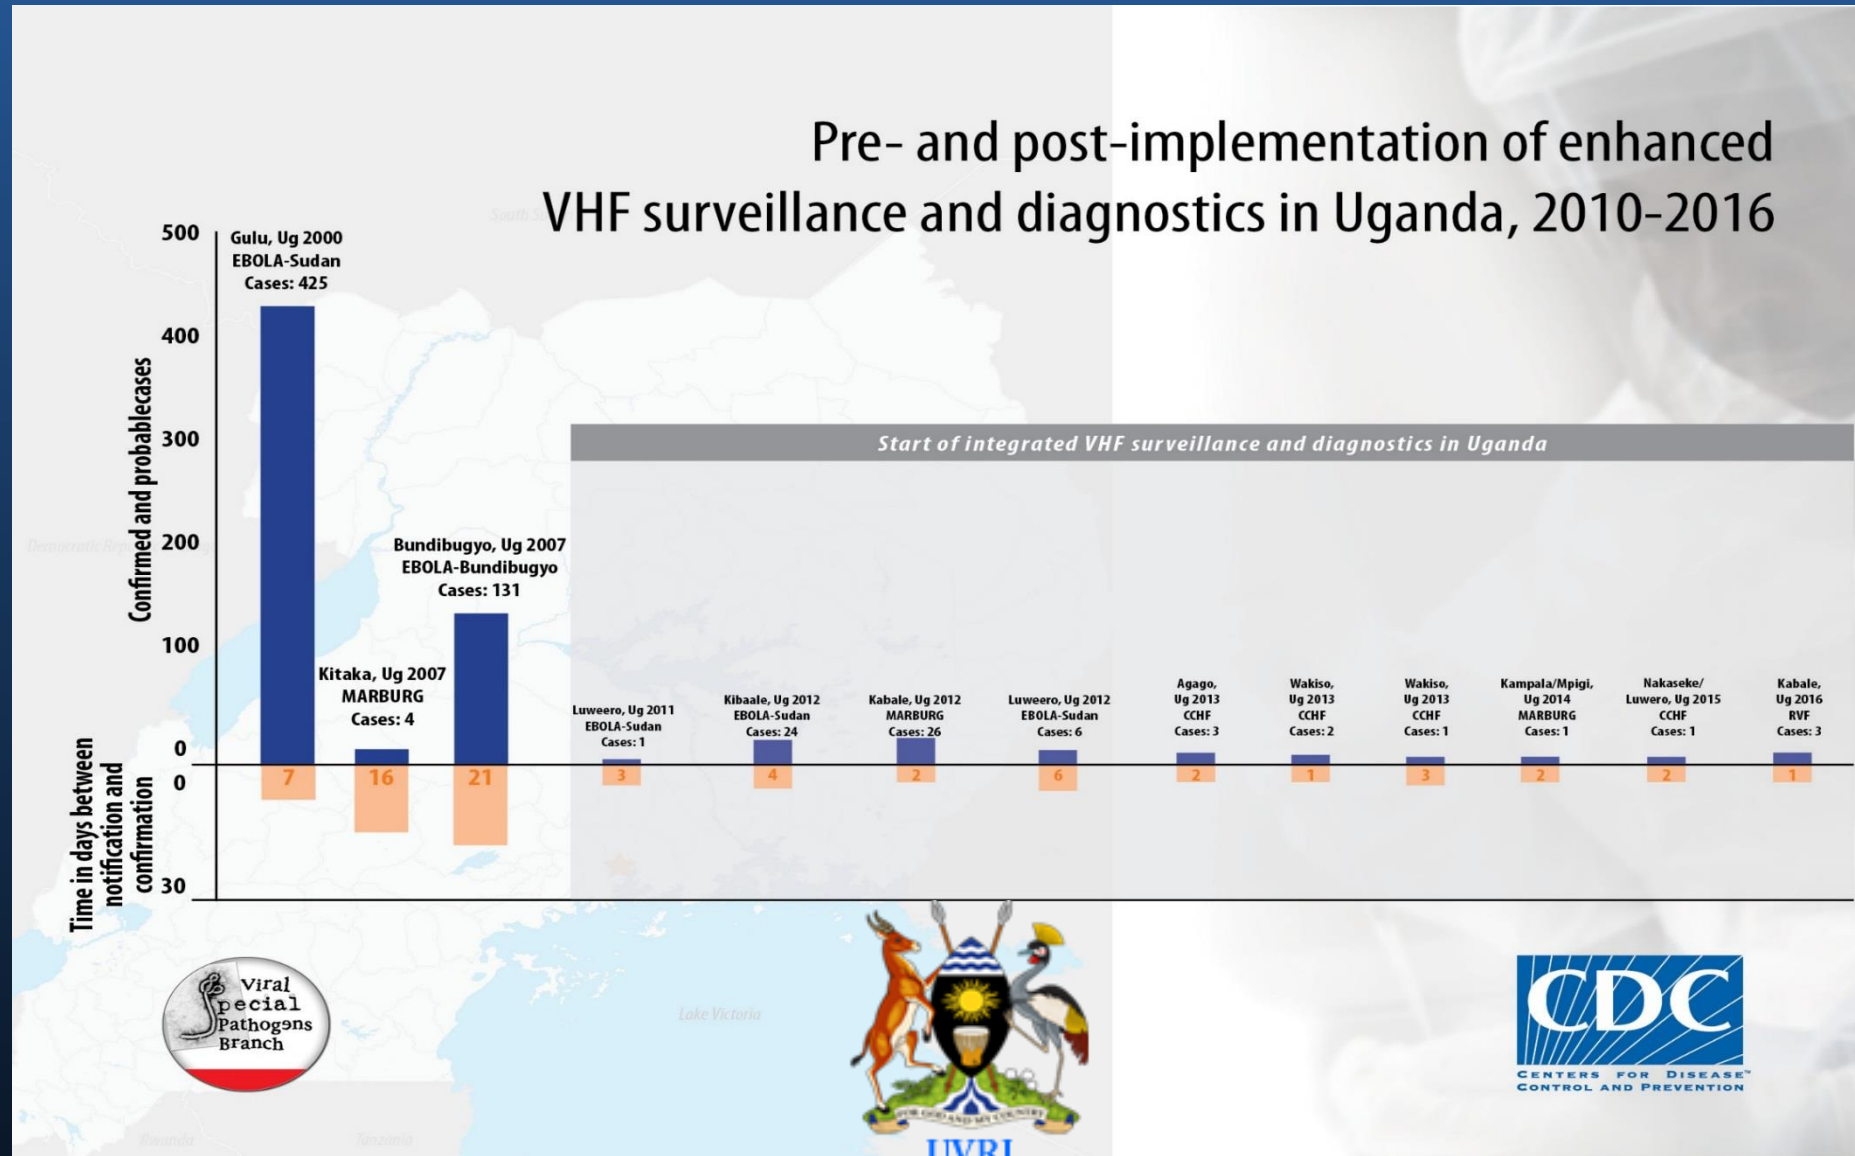 Pre- and post-implementation of enhanced
VHF surveillance and diagnostics in Uganda, 2010-2016
Confirmed and probablecases
500
400
300
200
100
0
Time in days between
notification and
confirmation
0
30
Gulu, Ug 2000
EBOLA-Sudan
Cases: 425
7
Kitaka, Ug 2007
MARBURG
Cases: 4
16
Bundibugyo, Ug 2007
EBOLA-Bundibugyo
Cases: 131
21
Start of integrated VHF surveillance and diagnostics in Uganda
Luweero, Ug 2011
EBOLA-Sudan
Cases: 1
3
Kibaale, Ug 2012
EBOLA-Sudan
Cases: 24
4
Kabale, Ug 2012
MARBURG
Cases: 26
2
Luweero, Ug 2012
EBOLA-Sudan
Cases: 6
6
Agago,
Ug 2013
CCHF
Cases: 3
2
Wakiso,
Ug 2013
CCHF
Cases: 2
1
Wakiso,
Ug 2013
CCHF
Cases: 1
3
Kampala/Mpigi,
Ug 2014
MARBURG
Cases: 1
2
Nakaseke/
Luwero, Ug 2015
CCHF
Cases: 1
2
Kabale,
Ug 2016
RVF
Cases: 3
1
South
Lake Victoria
Rwanda
Tanzania
Viral
Special
Pathogens
Branch
FOR GOD AND MY COUNTRY
UVRI
CDC
CENTERS FOR DISEASE™
CONTROL AND PREVENTION